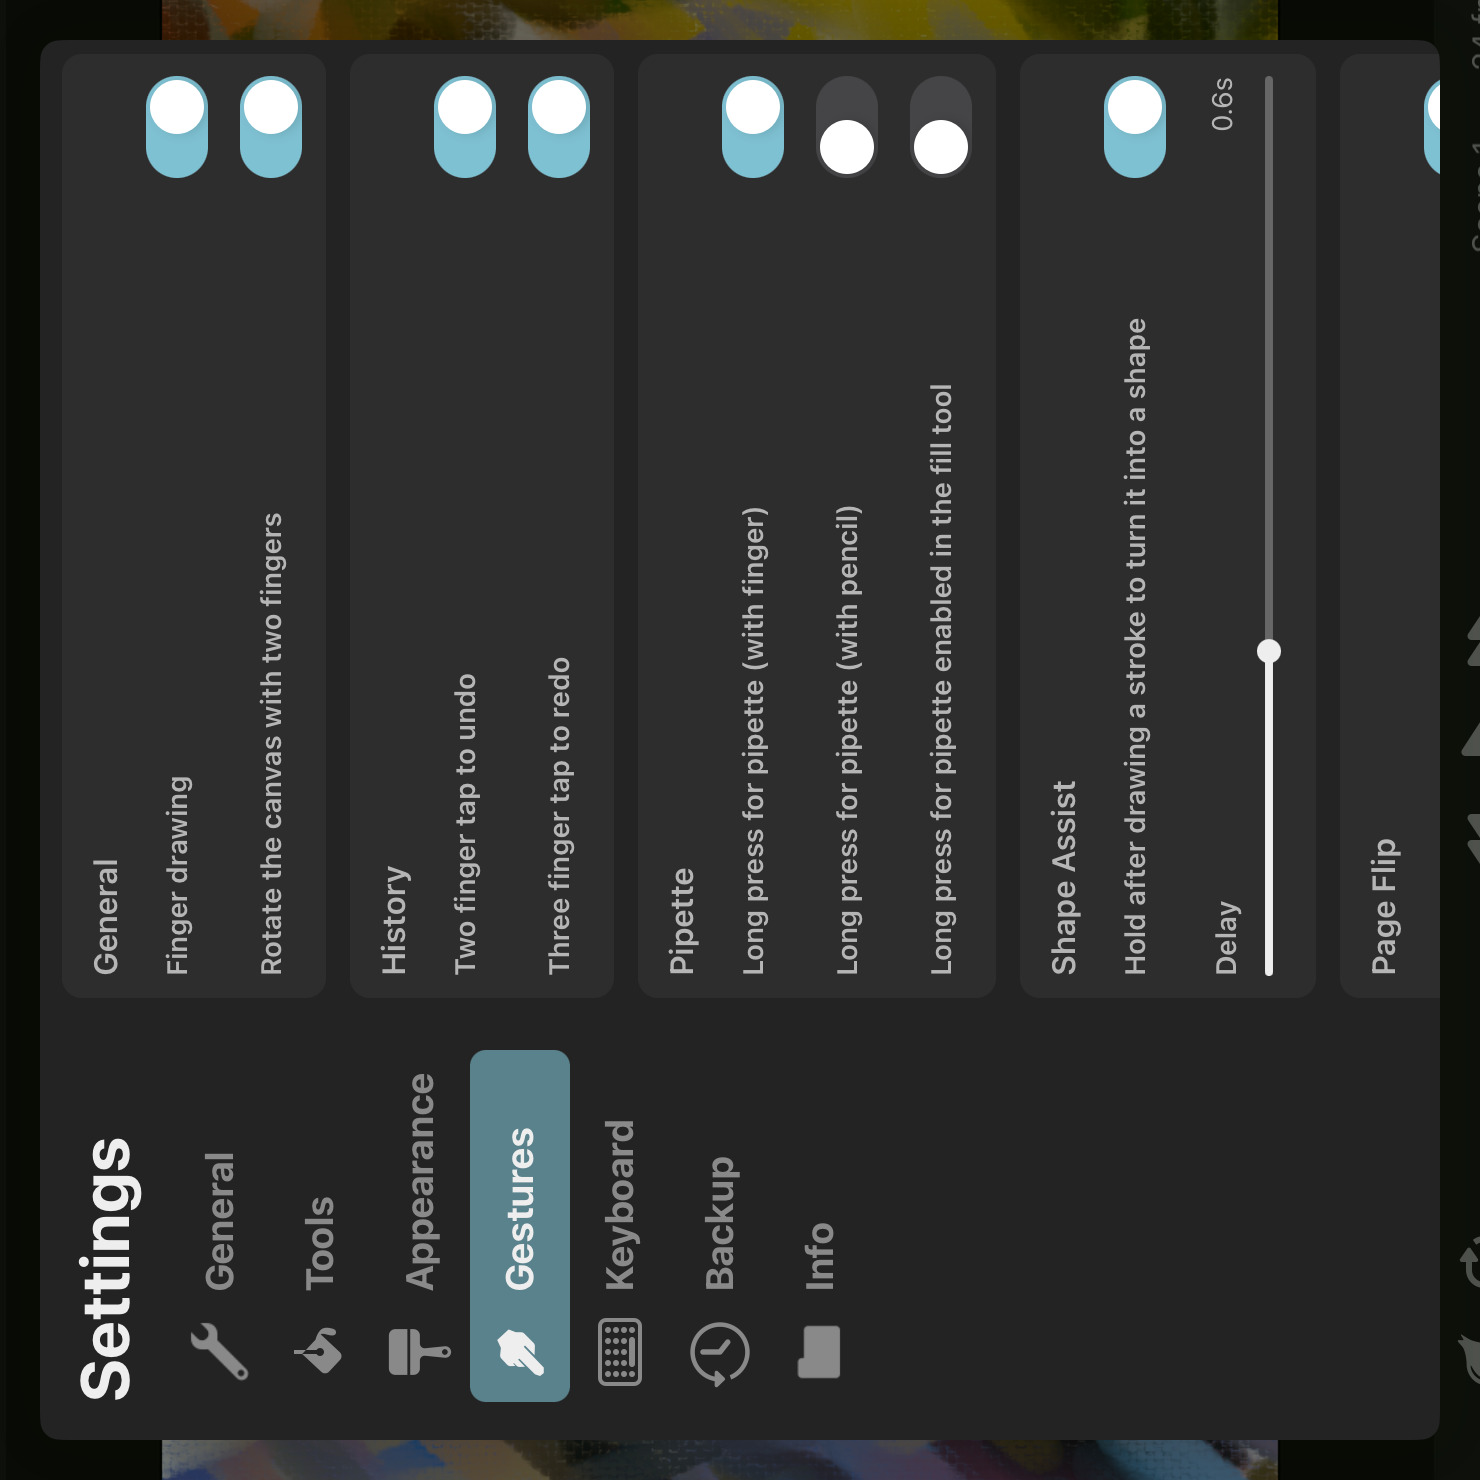 Settings
General
Tools
Appearance
Gestures
Keyboard
Backup
Info
General
Finger drawing
Rotate the canvas with two fingers
History
Two finger tap to undo
Three finger tap to redo
Pipette
Long press for pipette (with finger)
Long press for pipette (with pencil)
Long press for pipette enabled in the fill tool
Shape Assist
Hold after drawing a stroke to turn it into a shape
Delay
0.6s
Page Flip